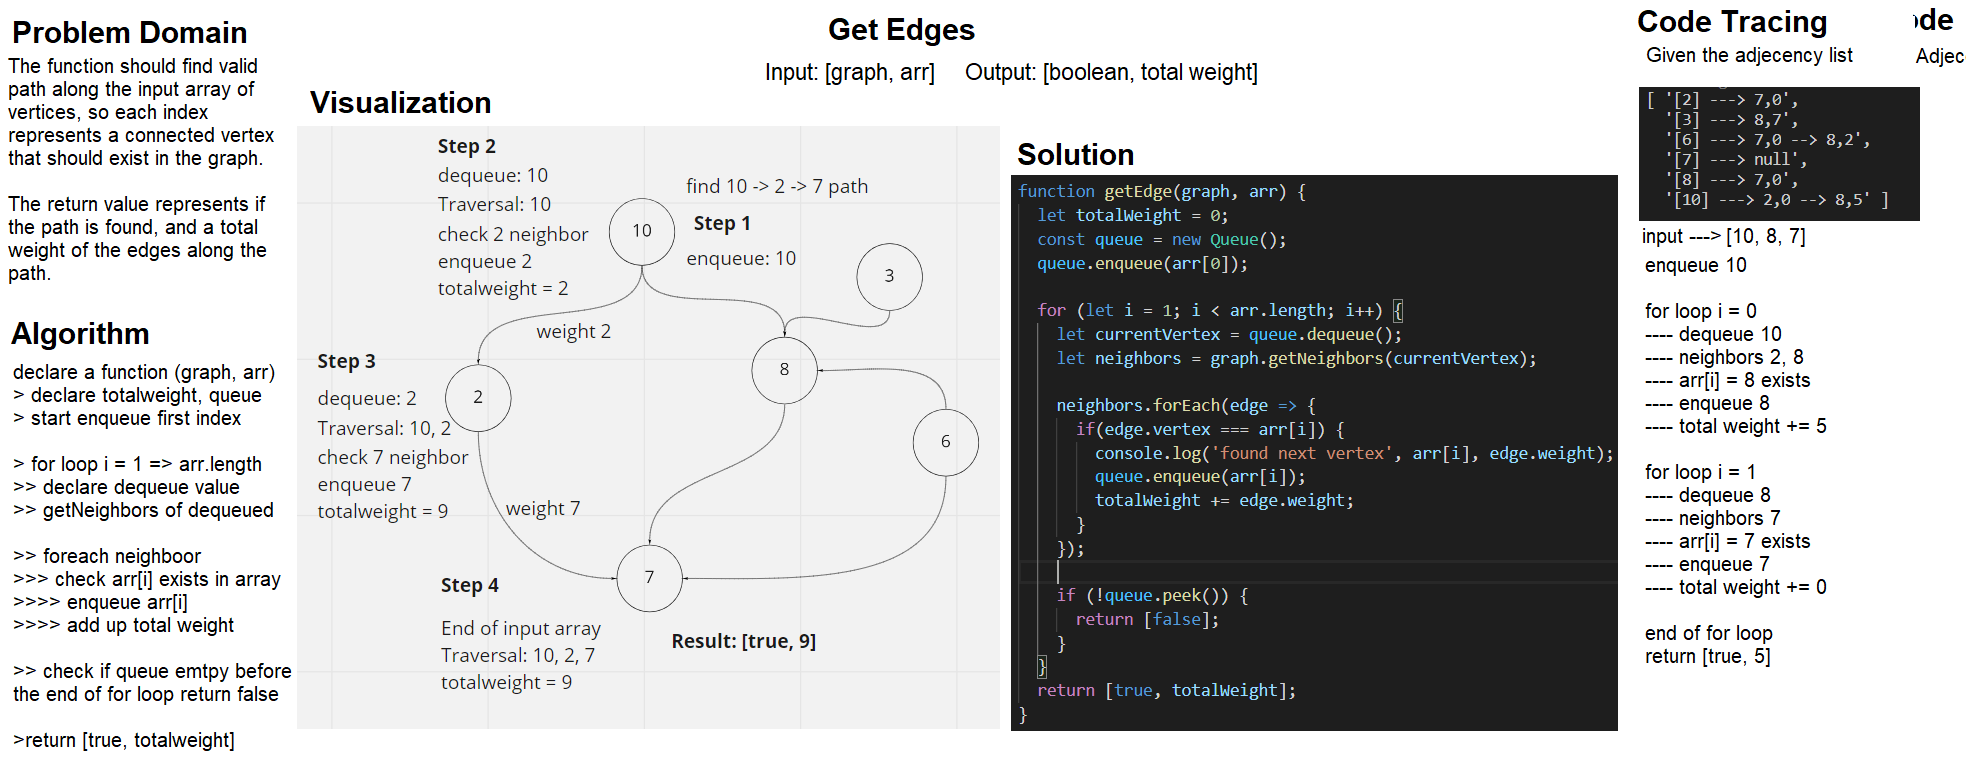 Problem Domain
The function should find valid
path along the input array of
vertices, so each index
represents a connected vertex
that should exist in the graph.
The return value represents if
the path is found, and a total
weight of the edges along the
path.
Algorithm
declare a function (graph, arr)
> declare totalweight, queue
> start enqueue first index
> for loop i = 1 => arr.length
>> declare dequeue value
>> getNeighbors of dequeued
>> foreach neighboor
>>> check arr[i] exists in array
>>>> enqueue arr[i]
>>>> add up total weight
>> check if queue emtpy before
the end of for loop return false
>return [true, totalweight]
Get Edges
Input: [graph, arr] Output: [boolean, total weight]
Visualization
Step 2
dequeue: 10
Traversal: 10
check 2 neighbor
enqueue 2
totalweight = 2
find 10 -> 2 -> 7 path
Step 1
enqueue: 10
10
3
weight 2
8
Step 3
dequeue: 2
Traversal: 10, 2
check 7 neighbor
enqueue 7
totalweight = 9
2
6
weight 7
7
Step 4
End of input array
Traversal: 10, 2, 7
totalweight = 9
Result: [true, 9]
Solution
function getEdge(graph, arr) {
let totalWeight = 0;
const queue = new Queue();
queue.enqueue(arr[0]);
for (let i = 1; i < arr.length; i++) {
let currentVertex = queue.dequeue();
let neighbors = graph.getNeighbors(currentVertex);
neighbors.forEach(edge => {
if(edge.vertex === arr[i]) {
console.log('found next vertex', arr[i], edge.weight);
queue.enqueue(arr[i]);
totalWeight += edge.weight;
}
});
if (!queue.peek()) {
return [false];
}
}
return [true, totalWeight];
}
Code Tracing
Given the adjecency list
[ '[2] ---> 7,0',
'[3] ---> 8,7',
'[6] ---> 7,0 --> 8,2',
'[7] ---> null',
'[8] ---> 7,0',
'[10] ---> 2,0 --> 8,5' ]
input ---> [10, 8, 7]
enqueue 10
for loop i = 0
---- dequeue 10
---- neighbors 2, 8
---- arr[i] = 8 exists
---- enqueue 8
---- total weight += 5
for loop i = 1
---- dequeue 8
---- neighbors 7
---- arr[i] = 7 exists
---- enqueue 7
---- total weight += 0
end of for loop
return [true, 5]
de
Adjec